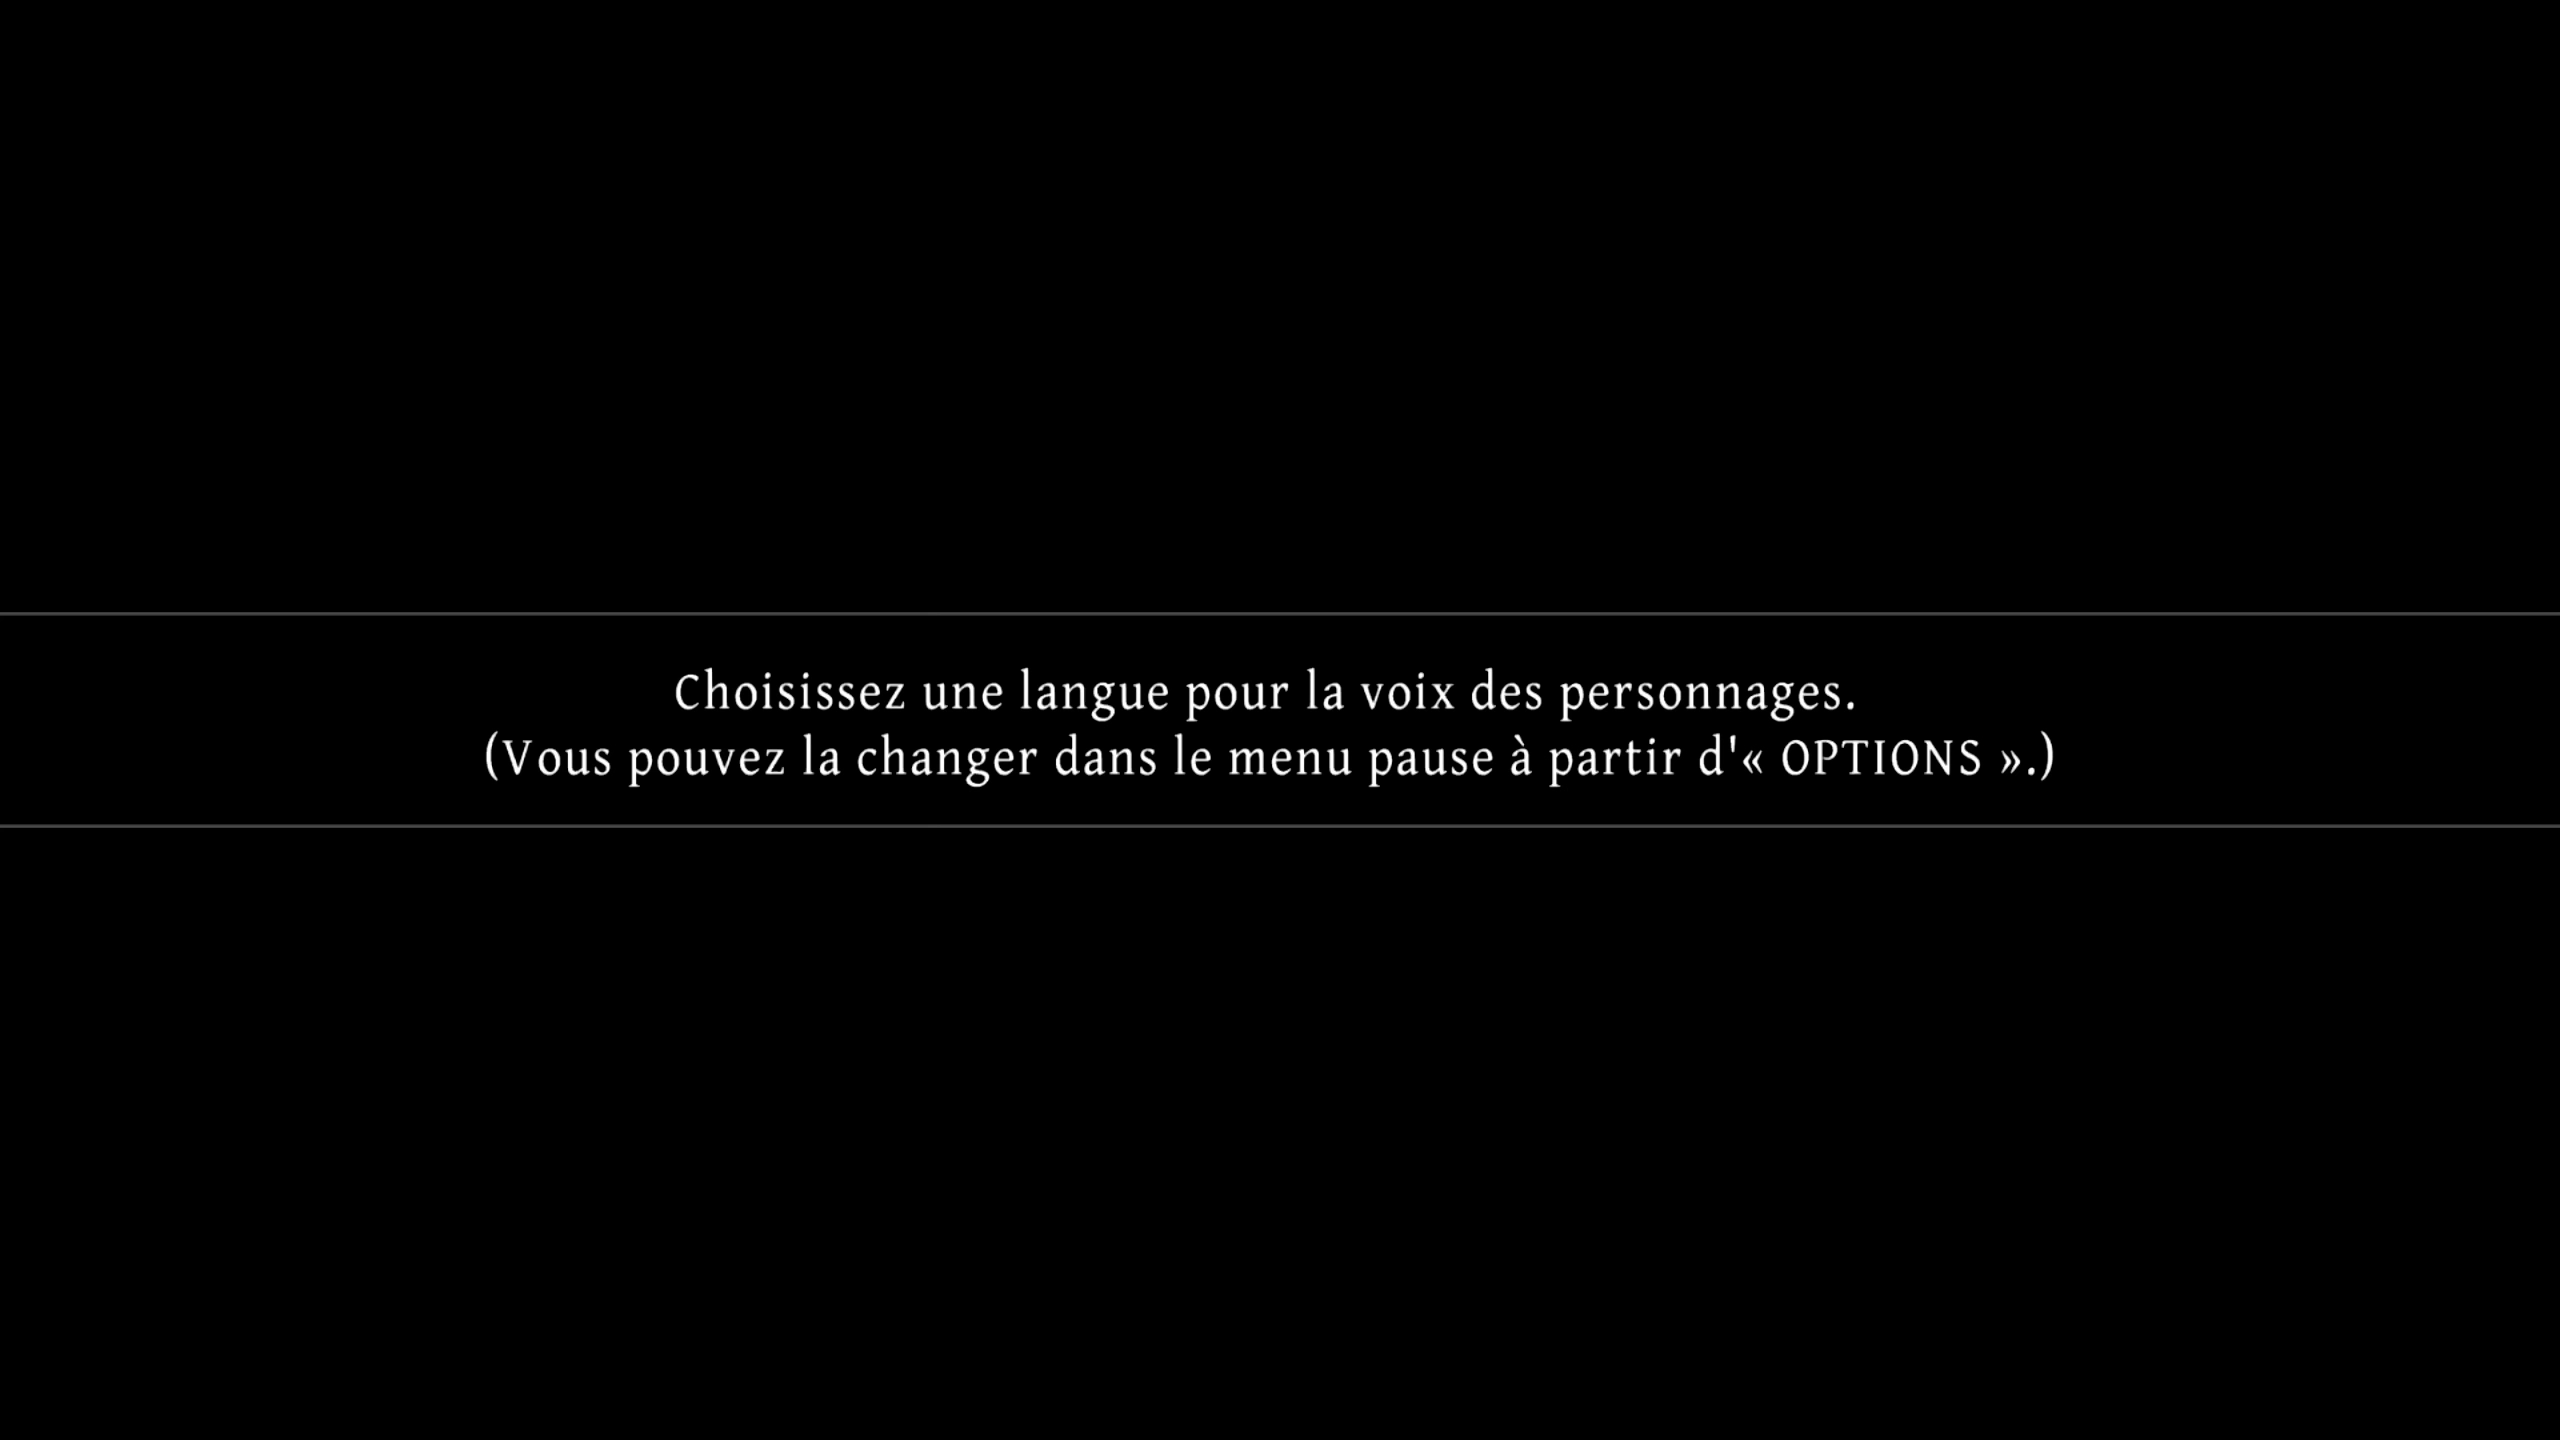 Choisissez une langue pour la voix des personnages.
(Vous pouvez la changer dans le menu pause à partir d'« OPTIONS ».)